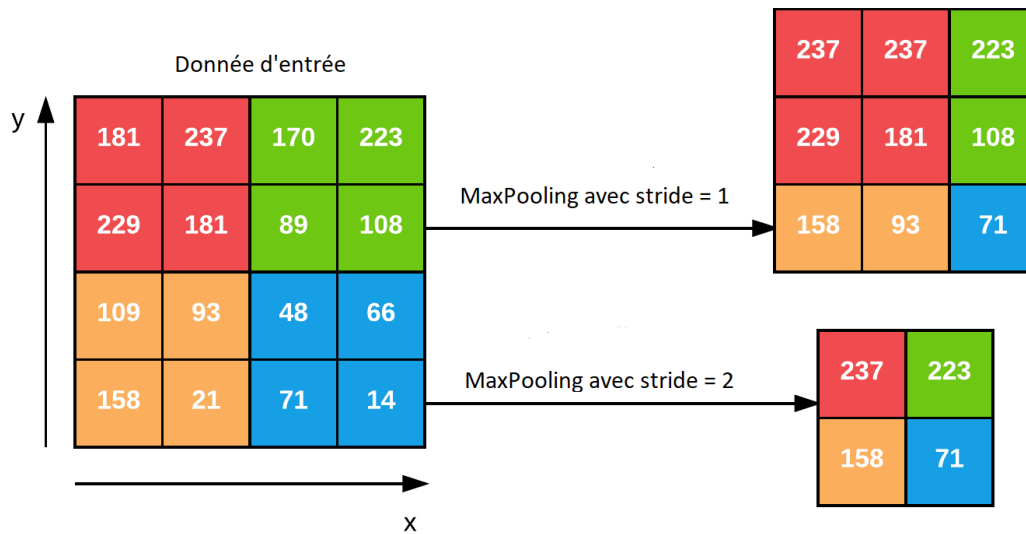 Donnée d'entrée
y
181 237 170 223
229 181 89 108
109 93 48 66
158 21 71 14
x
MaxPooling avec stride = 1
237 237 223
229 181 108
158 93 71
MaxPooling avec stride = 2
237 223
158 71